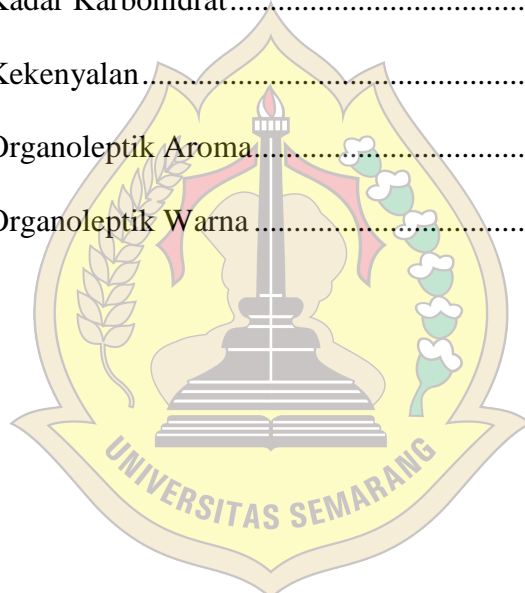 Kadar Karbohidrat..............................
Kekenyalan.........................................
Organoleptik Aroma...........................
Organoleptik Warna............................
UNIVERSITAS SEMARANG